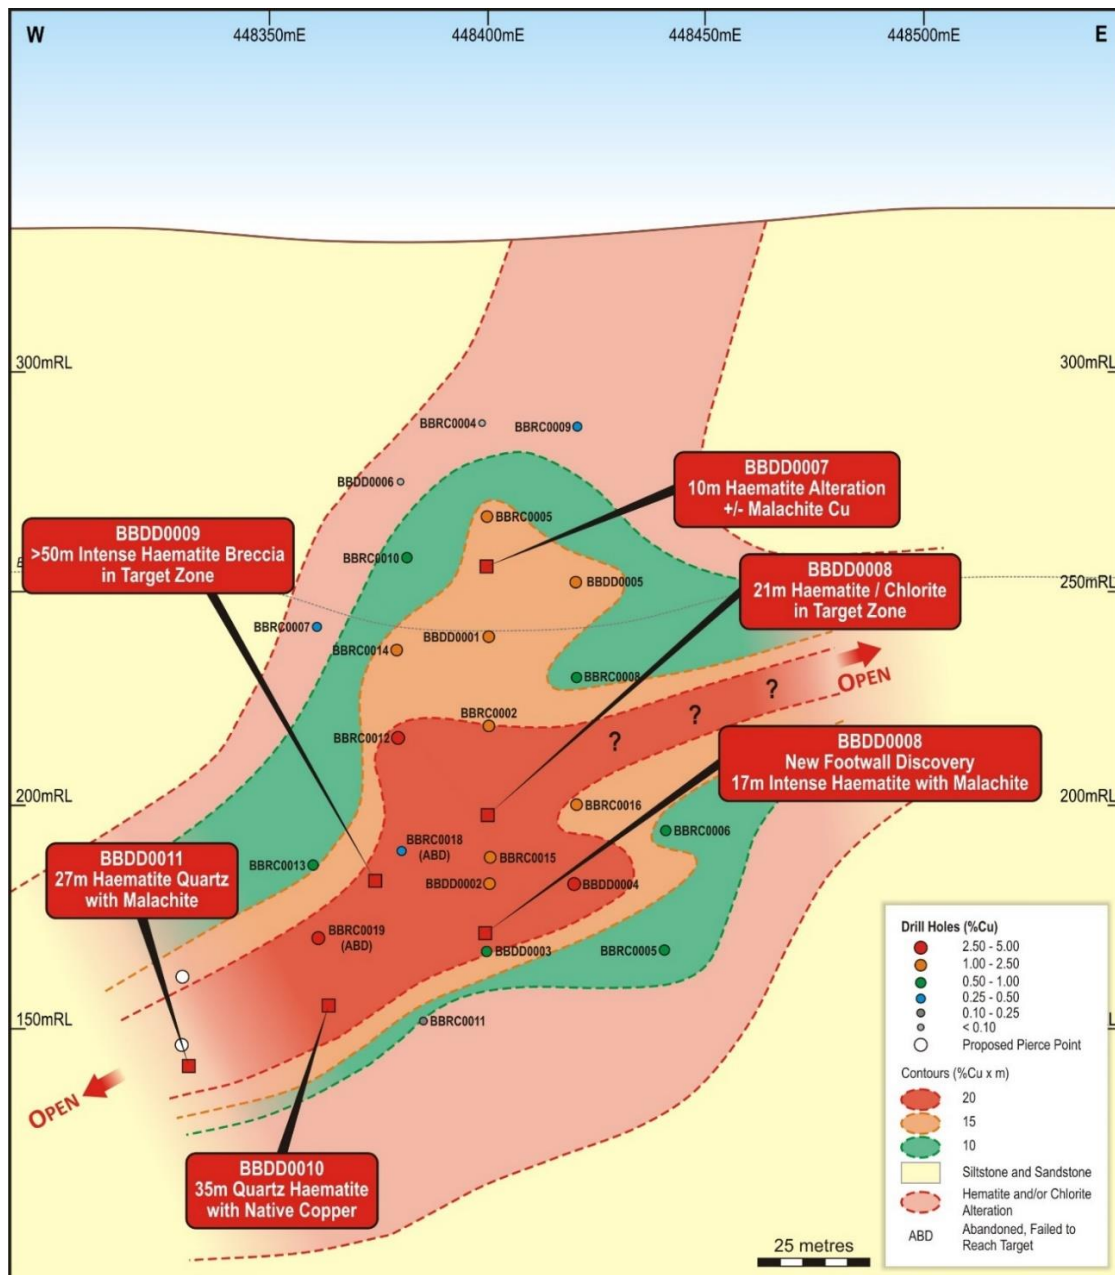 W
448350mE
448400mE
448450mE
448500mE
E
300mRL
300mRL
BBRC0004
BBRC0009
BBDD0006
BBDD0007
10m Haematite Alteration
+/- Malachite Cu
BBRC0005
BBDD0009
>50m Intense Haematite Breccia
in Target Zone
BBRC0010
BBDD0005
BBDD0008
21m Haematite / Chlorite
in Target Zone
250mRL
BBRC0007
BBDD0001
BBRC0014
BBRC0008
OPEN
?
BBRC0002
?
BBRC0012
?
BBDD0008
New Footwall Discovery
17m Intense Haematite with Malachite
200mRL
200mRL
BBRC0016
BBRC0006
BBDD0011
27m Haematite Quartz
with Malachite
BBRC0018
(ABD)
BBRC0015
BBRC0013
BBDD0002
BBDD0004
BBRC0019
(ABD)
BBDD0003
BBRC0005
BBRC0011
150mRL
150mRL
OPEN
BBDD0010
35m Quartz Haematite
with Native Copper
25 metres
Drill Holes (%Cu)
2.50 - 5.00
1.00 - 2.50
0.50 - 1.00
0.25 - 0.50
0.10 - 0.25
< 0.10
Proposed Pierce Point
Contours (%Cu x m)
20
15
10
Siltstone and Sandstone
Hematite and/or Chlorite
Alteration
ABD
Abandoned, Failed to
Reach Target